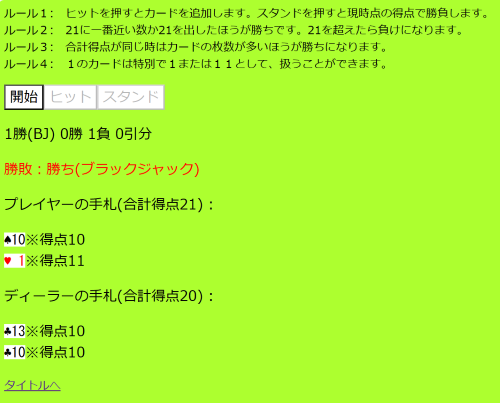 ルール１： ヒットを押すとカードを追加します。スタンドを押すと現時点の得点で勝負します。
ルール２： 21に一番近い数か21を出したほうが勝ちです。21を超えたら負けになります。
ルール３： 合計得点が同じ時はカードの枚数が多いほうが勝ちになります。
ルール４： １のカードは特別で１または１１として、扱うことができます。
開始 ヒット スタンド
1勝(BJ) 0勝 1負 0引分
勝敗：勝ち(ブラックジャック)
プレイヤーの手札(合計得点21)：
♠10※得点10
♥ 1※得点11
ディーラーの手札(合計得点20)：
♣13※得点10
♣10※得点10
タイトルへ